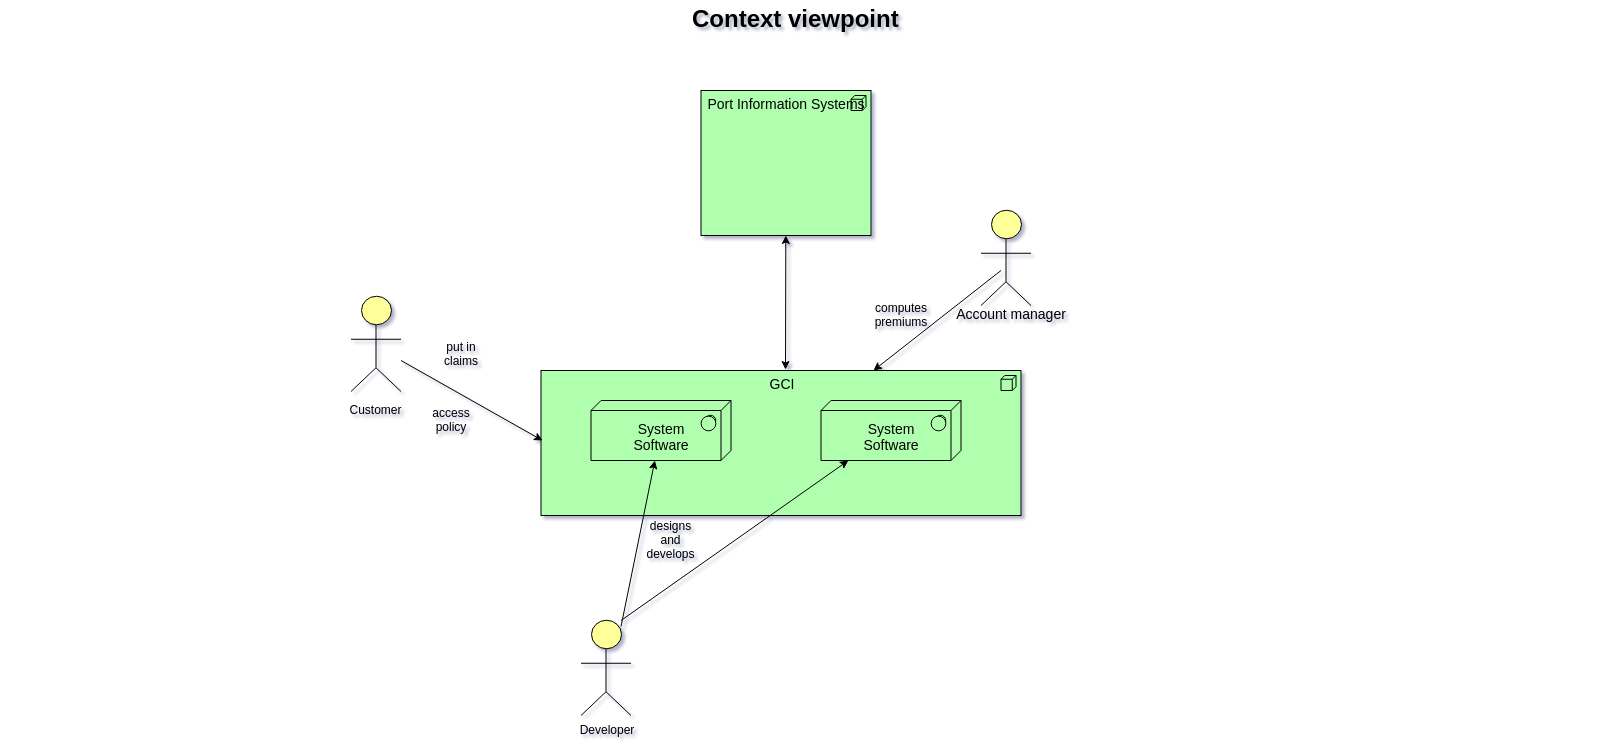 Context viewpoint
Port Information Systems
computes
premiums
Account manager
put in
claims
Customer
access
policy
GCI
System
Software
System
Software
designs
and
develops
Developer